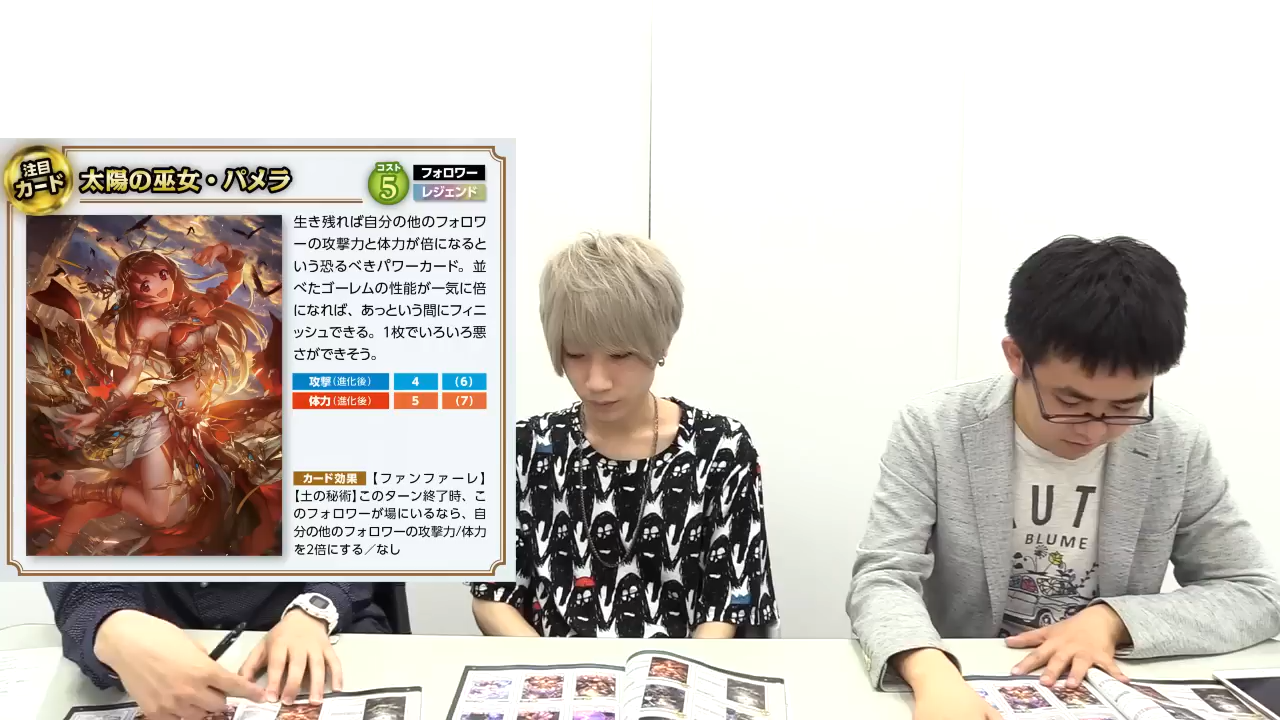 注目
カード
太陽の巫女・パメラ
コスト
5
フォロワー
レジェンド
生き残れば自分の他のフォロワ
ーの攻撃力と体力が倍になると
いう恐るべきパワーカード。並
べたゴーレムの性能が一気に倍
になれば、あっという間にフィニ
ッシュできる。1枚でいろいろ悪
さができそう。
攻撃(進化後) 4 (6)
体力(進化後) 5 (7)
カード効果 【ファンファーレ】
【土の秘術】このターン終了時、こ
のフォロワーが場にいるなら、自
分の他のフォロワーの攻撃力/体力
を2倍にする／なし
AUT
BLUME